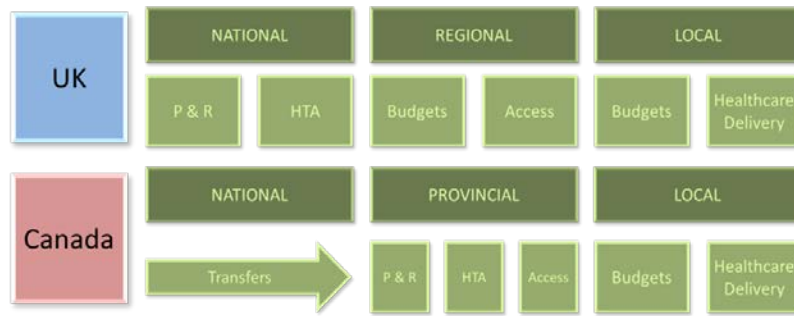 UK
NATIONAL
REGIONAL
LOCAL
P & R
HTA
Budgets
Access
Budgets
Healthcare
Delivery
Canada
NATIONAL
PROVINCIAL
LOCAL
Transfers
P & R
HTA
Access
Budgets
Healthcare
Delivery